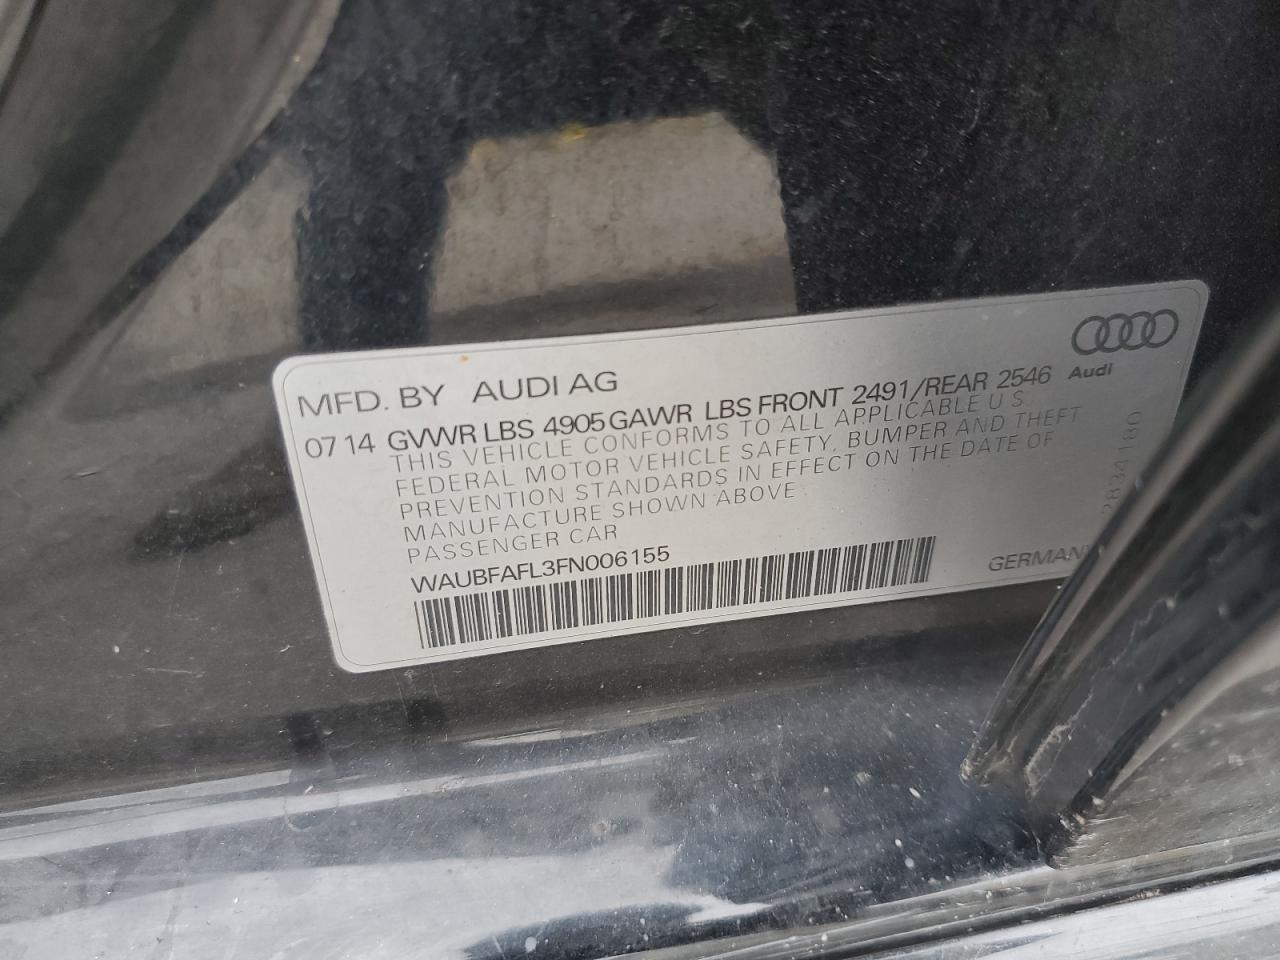 MFD. BY AUDI AG
Audi
07 14 GVWR LBS 4905 GAWR LBS FRONT 2491/REAR 2546
THIS VEHICLE CONFORMS TO ALL APPLICABLE U S
FEDERAL MOTOR VEHICLE SAFETY, BUMPER AND THEFT
PREVENTION STANDARDS IN EFFECT ON THE DATE OF
MANUFACTURE SHOWN ABOVE
PASSENGER CAR
WAUBFAFL3FN006155
GERMANY